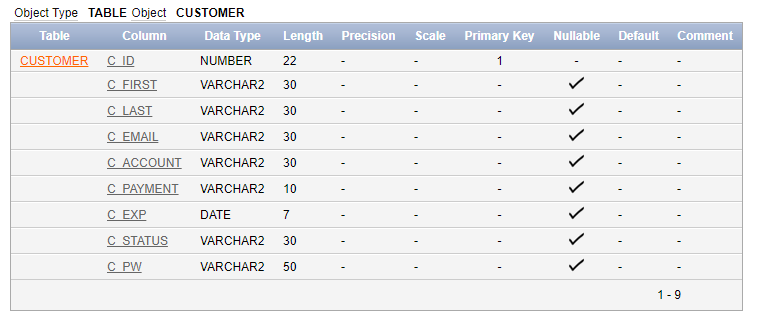 Object Type TABLE Object CUSTOMER
Table Column Data Type Length Precision Scale Primary Key Nullable Default Comment
CUSTOMER C_ID NUMBER 22 - - 1 - - -
C_FIRST VARCHAR2 30 - - - ✓ - -
C_LAST VARCHAR2 30 - - - ✓ - -
C_EMAIL VARCHAR2 30 - - - ✓ - -
C_ACCOUNT VARCHAR2 30 - - - ✓ - -
C_PAYMENT VARCHAR2 10 - - - ✓ - -
C_EXP DATE 7 - - - ✓ - -
C_STATUS VARCHAR2 30 - - - ✓ - -
C_PW VARCHAR2 50 - - - ✓ - -
1 - 9